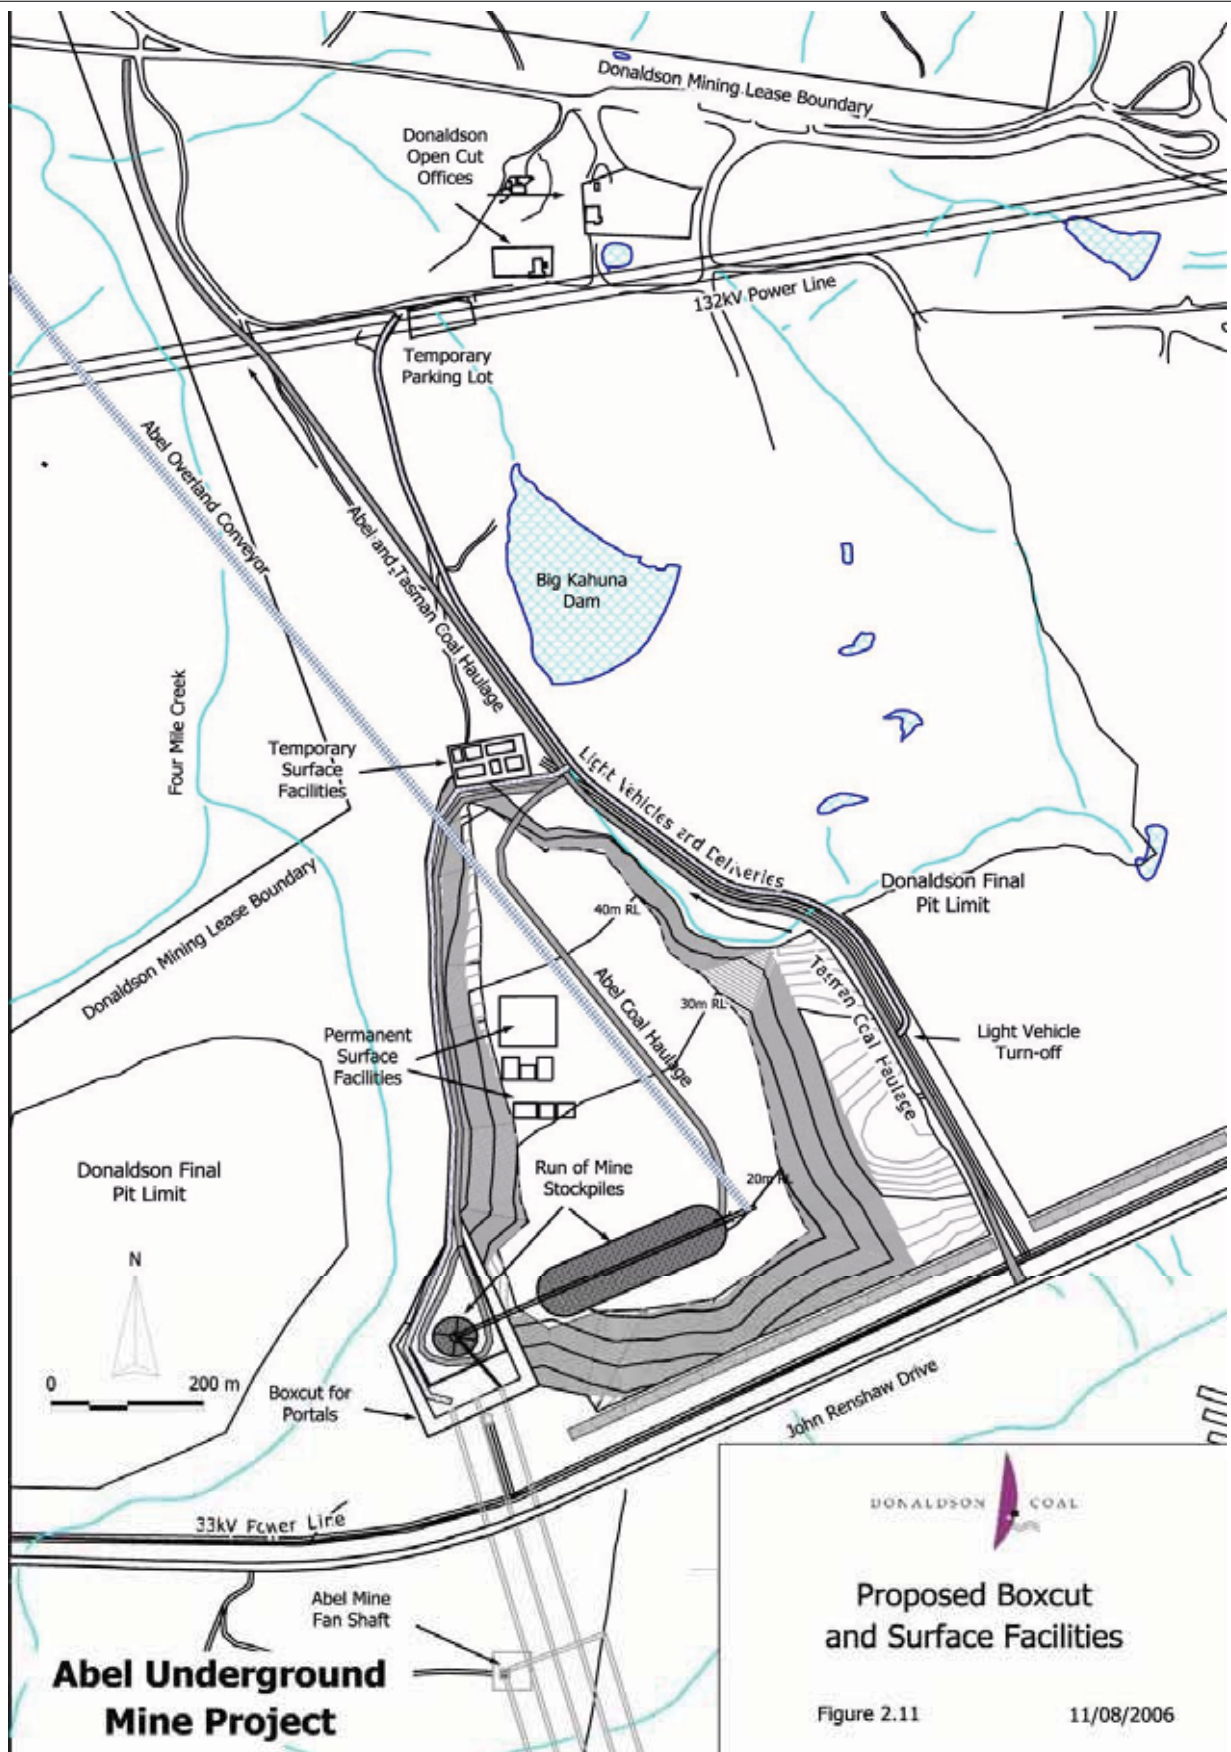 Donaldson Mining Lease Boundary
Donaldson
Open Cut
Offices
132kV Power Line
Temporary
Parking Lot
Abel Overland Conveyor
Abel and Tasman Coal Haulage
Big Kahuna
Dam
Four Mile Creek
Temporary
Surface
Facilities
Light Vehicles and Deliveries
Donaldson Mining Lease Boundary
40m RL
Donaldson Final
Pit Limit
Abel Coal Haulage
30m RL
Tasman Coal Haulage
Light Vehicle
Turn-off
Permanent
Surface
Facilities
Donaldson Final
Pit Limit
Run of Mine
Stockpiles
20m RL
N
0 200 m
Boxcut for
Portals
John Renshaw Drive
33kV Power Line
DONALDSON COAL
Abel Mine
Fan Shaft
Proposed Boxcut
and Surface Facilities
Abel Underground
Mine Project
Figure 2.11 11/08/2006